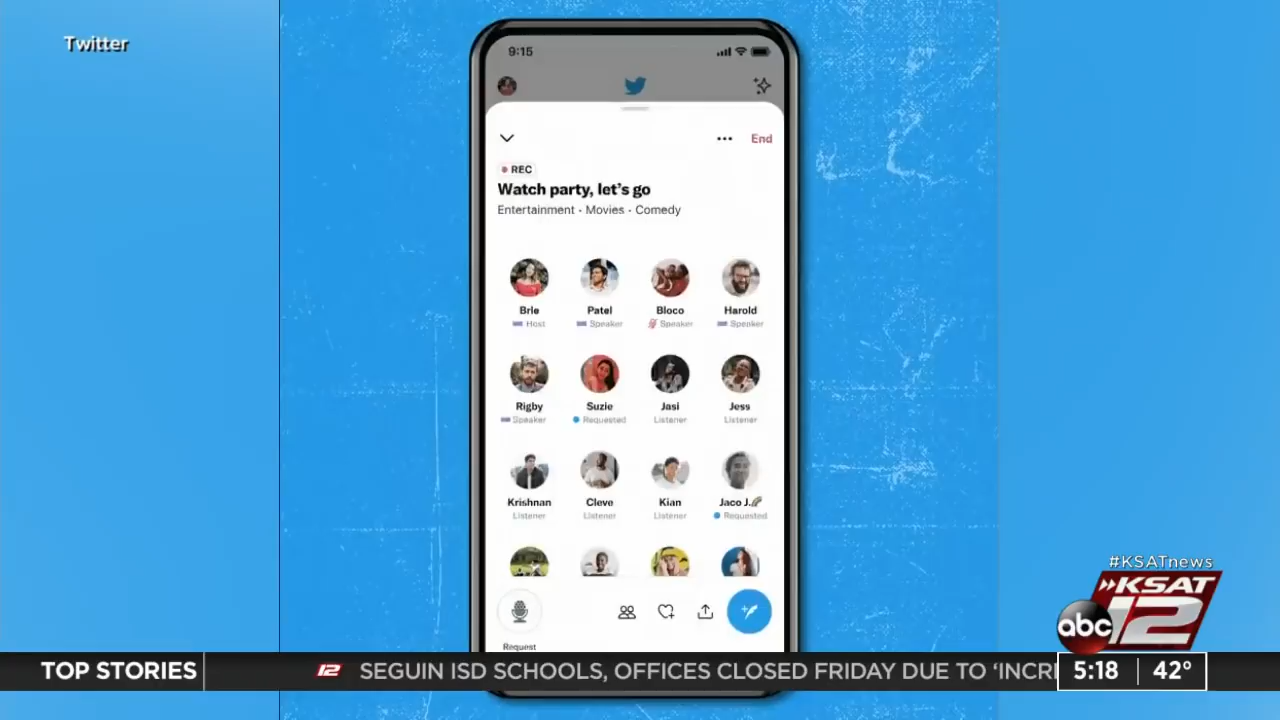 Twitter
9:15
End
REC
Watch party, let's go
Entertainment · Movies · Comedy
Brie Patel Bloco Harold
Host Speaker Speaker Speaker
Rigby Suzie Jasi Jess
Speaker Requested Listener Listener
Krishnan Cleve Kian Jaco J.
Listener Listener Listener Requested
Request
#KSATnews
KSAT
abc 12
TOP STORIES 12 SEGUIN ISD SCHOOLS, OFFICES CLOSED FRIDAY DUE TO 'INCR 5:18 42°